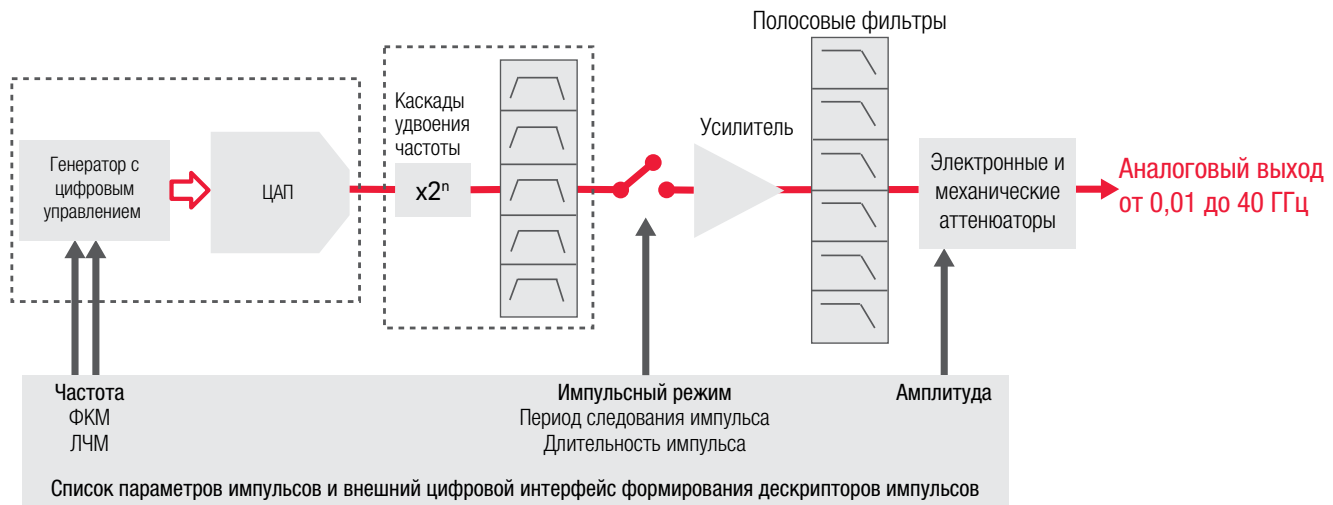 Полосовые фильтры
Каскады
удвоения
частоты
Усилитель
Генератор с
цифровым
управлением
ЦАП
x2ⁿ
Электронные и
механические
аттенюаторы
Аналоговый выход
от 0,01 до 40 ГГц
Частота
ФКМ
ЛЧМ
Импульсный режим
Период следования импульса
Длительность импульса
Амплитуда
Список параметров импульсов и внешний цифровой интерфейс формирования дескрипторов импульсов